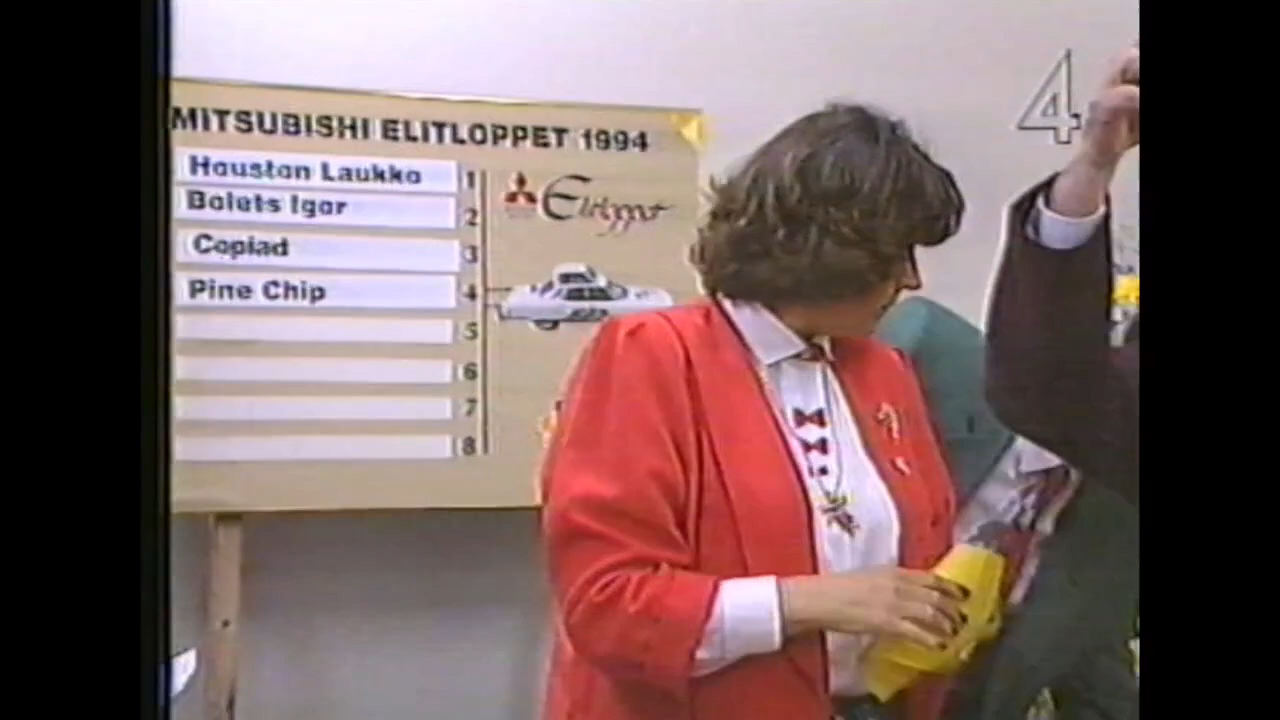 MITSUBISHI ELITLOPPET 1994
Houston Laukko 1
Bolets Igor 2
Copiad 3
Pine Chip 4
5
6
7
8
Elitloppet
4